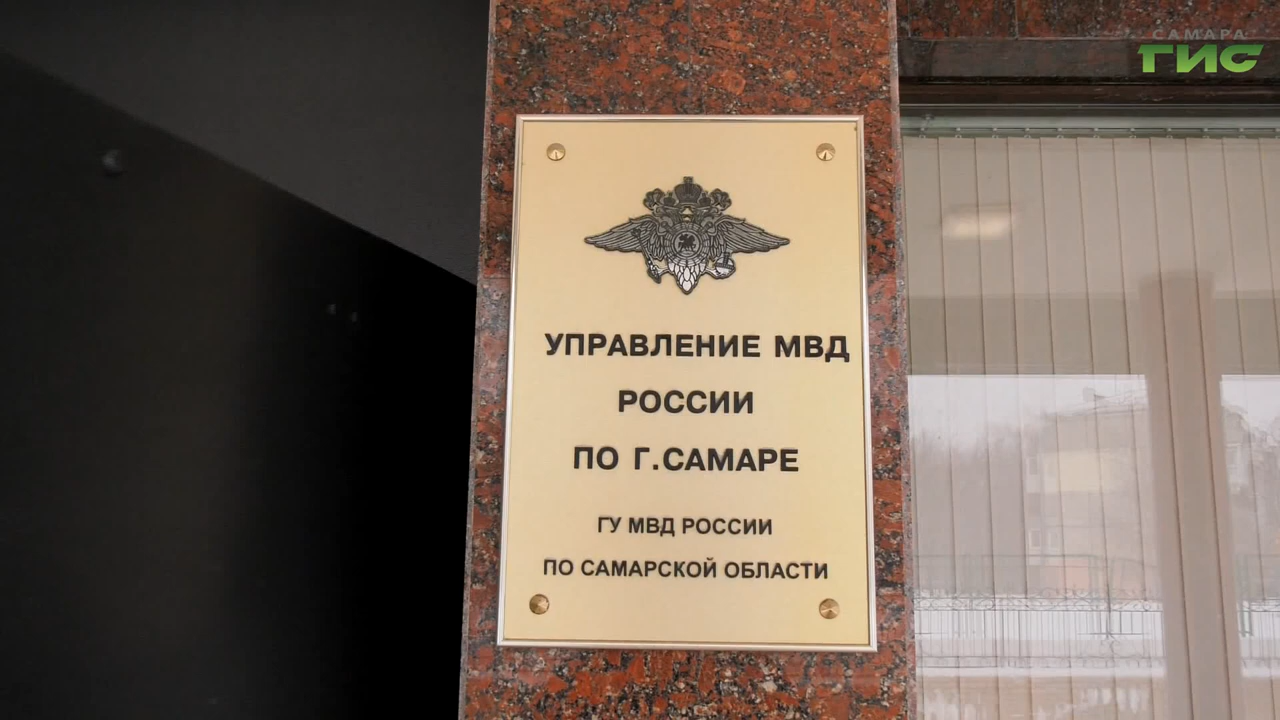 САМАРА
ГИС
УПРАВЛЕНИЕ МВД
РОССИИ
ПО Г.САМАРЕ
ГУ МВД РОССИИ
ПО САМАРСКОЙ ОБЛАСТИ